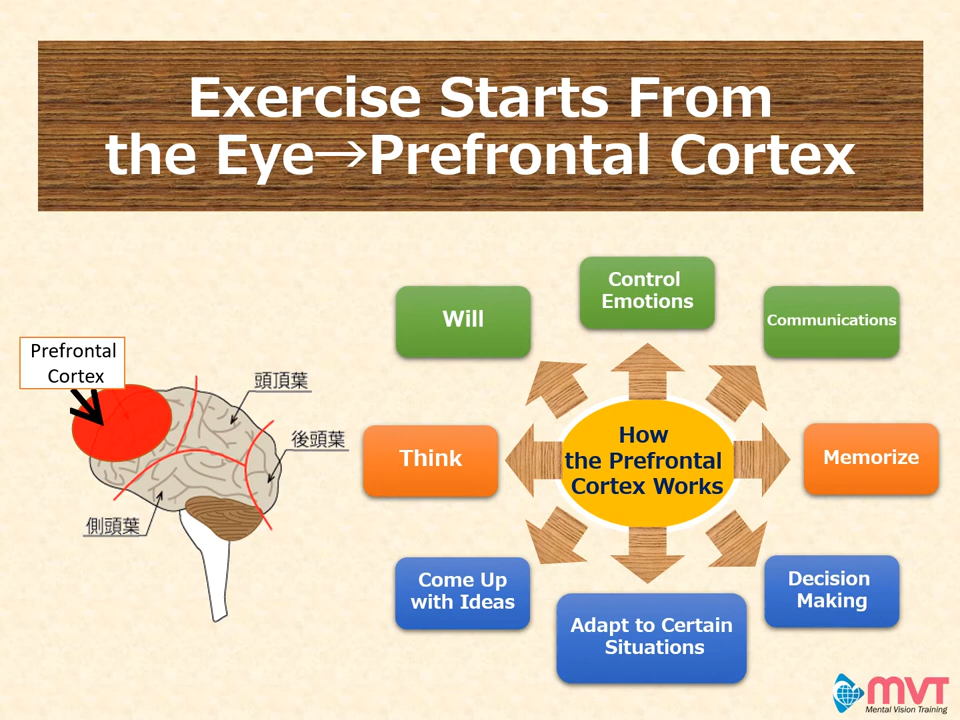 Exercise Starts From
the Eye→Prefrontal Cortex
Prefrontal
Cortex
頭頂葉
後頭葉
側頭葉
Will
Control
Emotions
Communications
Think
How
the Prefrontal
Cortex Works
Memorize
Come Up
with Ideas
Adapt to Certain
Situations
Decision
Making
MVT
Mental Vision Training